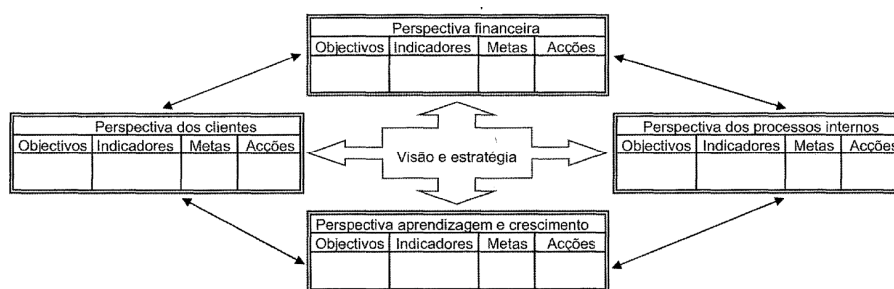 Perspectiva financeira
Objectivos Indicadores Metas Acções
Perspectiva dos clientes
Objectivos Indicadores Metas Acções
Visão e estratégia
Perspectiva dos processos internos
Objectivos Indicadores Metas Acções
Perspectiva aprendizagem e crescimento
Objectivos Indicadores Metas Acções